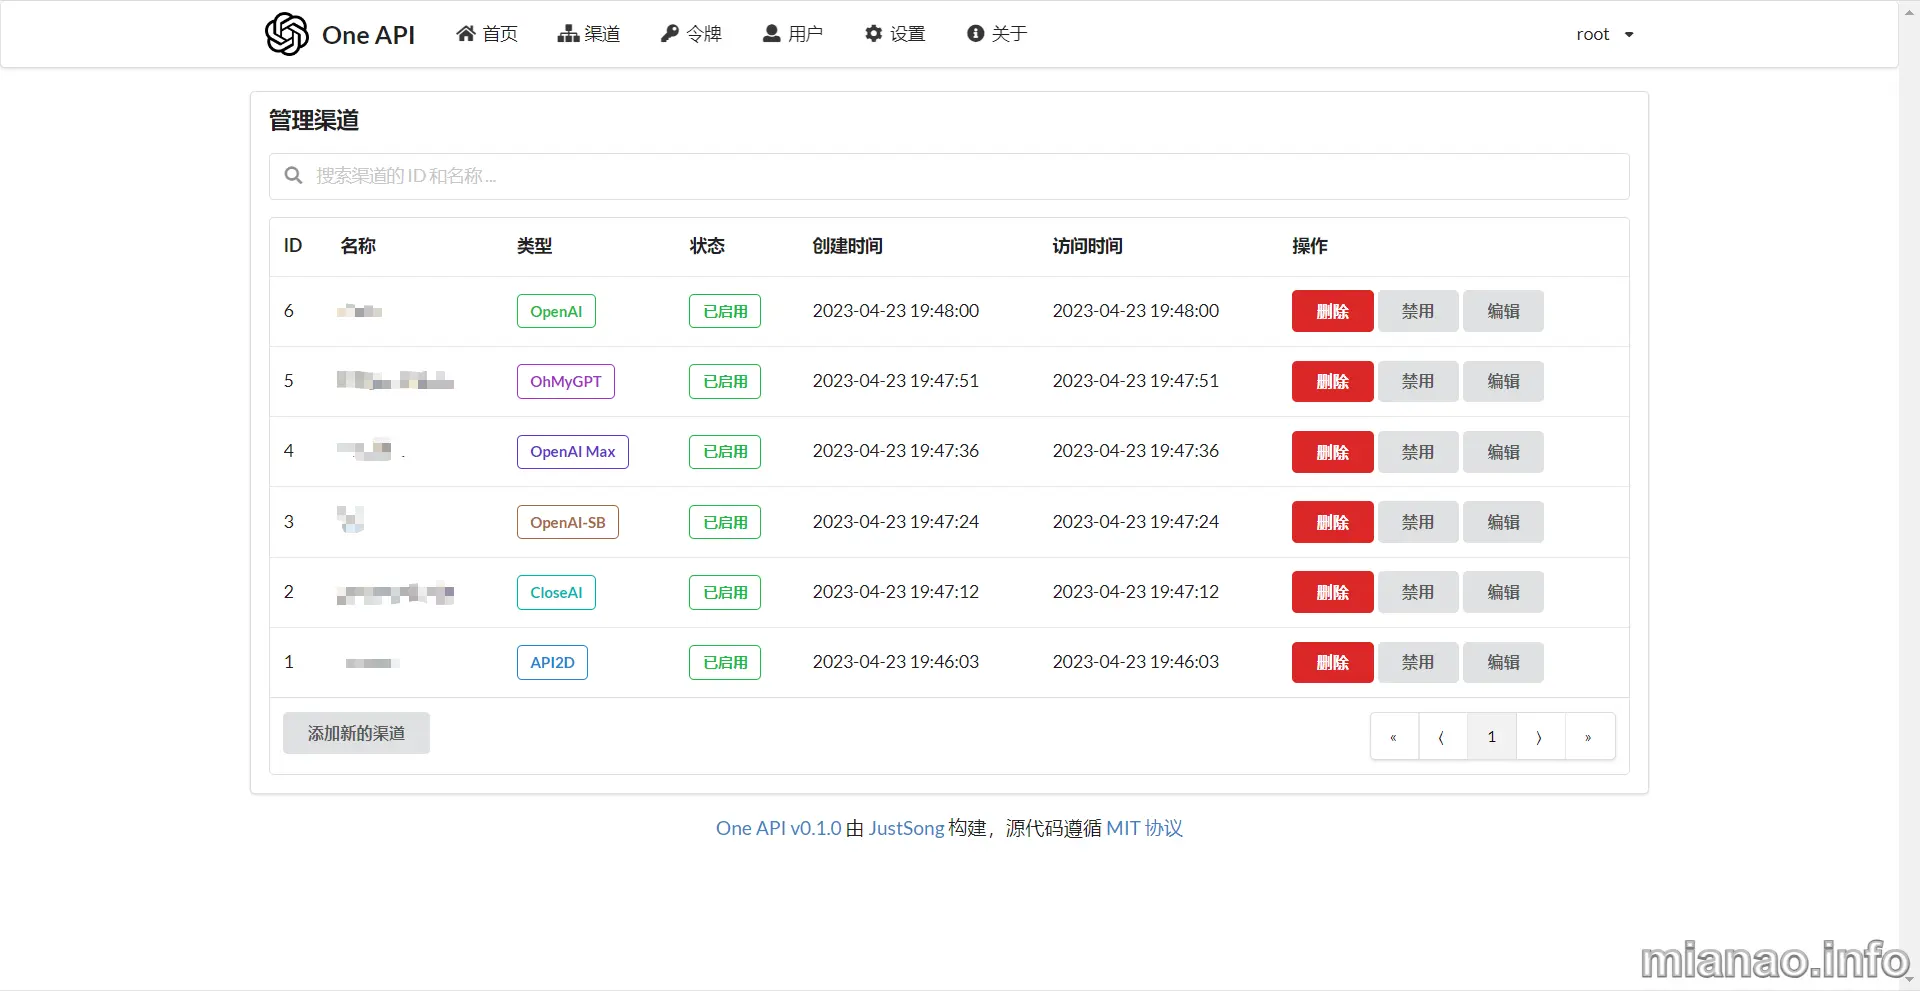 One API 首页 渠道 令牌 用户 设置 关于 root
管理渠道
搜索渠道的 ID 和名称 ...
ID 名称 类型 状态 创建时间 访问时间 操作
6 OpenAI 已启用 2023-04-23 19:48:00 2023-04-23 19:48:00 删除 禁用 编辑
5 OhMyGPT 已启用 2023-04-23 19:47:51 2023-04-23 19:47:51 删除 禁用 编辑
4 OpenAI Max 已启用 2023-04-23 19:47:36 2023-04-23 19:47:36 删除 禁用 编辑
3 OpenAI-SB 已启用 2023-04-23 19:47:24 2023-04-23 19:47:24 删除 禁用 编辑
2 CloseAI 已启用 2023-04-23 19:47:12 2023-04-23 19:47:12 删除 禁用 编辑
1 API2D 已启用 2023-04-23 19:46:03 2023-04-23 19:46:03 删除 禁用 编辑
添加新的渠道 « ⟨ 1 ⟩ »
One API v0.1.0 由 JustSong 构建，源代码遵循 MIT 协议
mianao.info